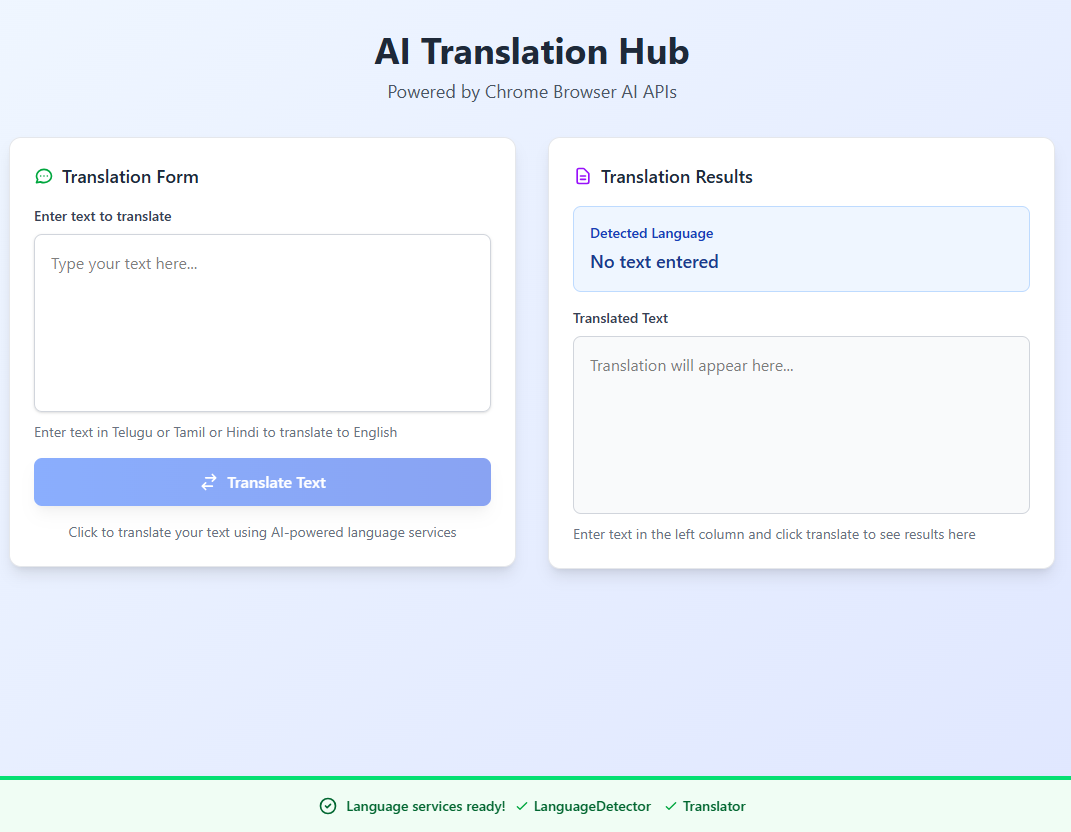 AI Translation Hub
Powered by Chrome Browser AI APIs
Translation Form
Enter text to translate
Type your text here...
Enter text in Telugu or Tamil or Hindi to translate to English
Translate Text
Click to translate your text using AI-powered language services
Translation Results
Detected Language
No text entered
Translated Text
Translation will appear here...
Enter text in the left column and click translate to see results here
Language services ready! LanguageDetector Translator